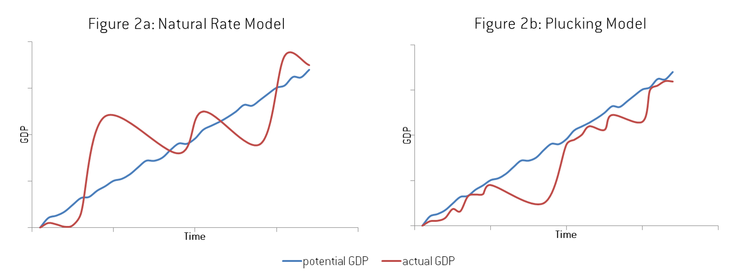 Figure 2a: Natural Rate Model
GDP
Time
Figure 2b: Plucking Model
GDP
Time
potential GDP
actual GDP